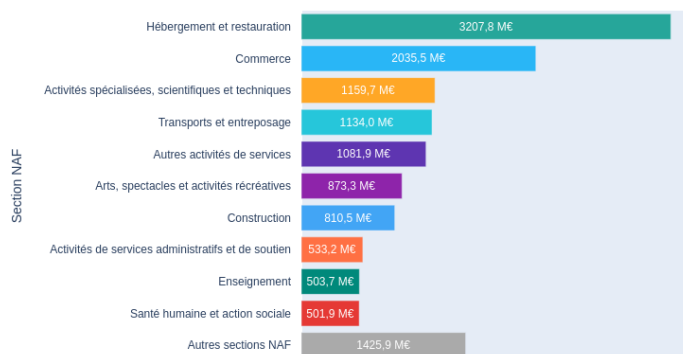 Section NAF
Hébergement et restauration 3207,8 M€
Commerce 2035,5 M€
Activités spécialisées, scientifiques et techniques 1159,7 M€
Transports et entreposage 1134,0 M€
Autres activités de services 1081,9 M€
Arts, spectacles et activités récréatives 873,3 M€
Construction 810,5 M€
Activités de services administratifs et de soutien 533,2 M€
Enseignement 503,7 M€
Santé humaine et action sociale 501,9 M€
Autres sections NAF 1425,9 M€